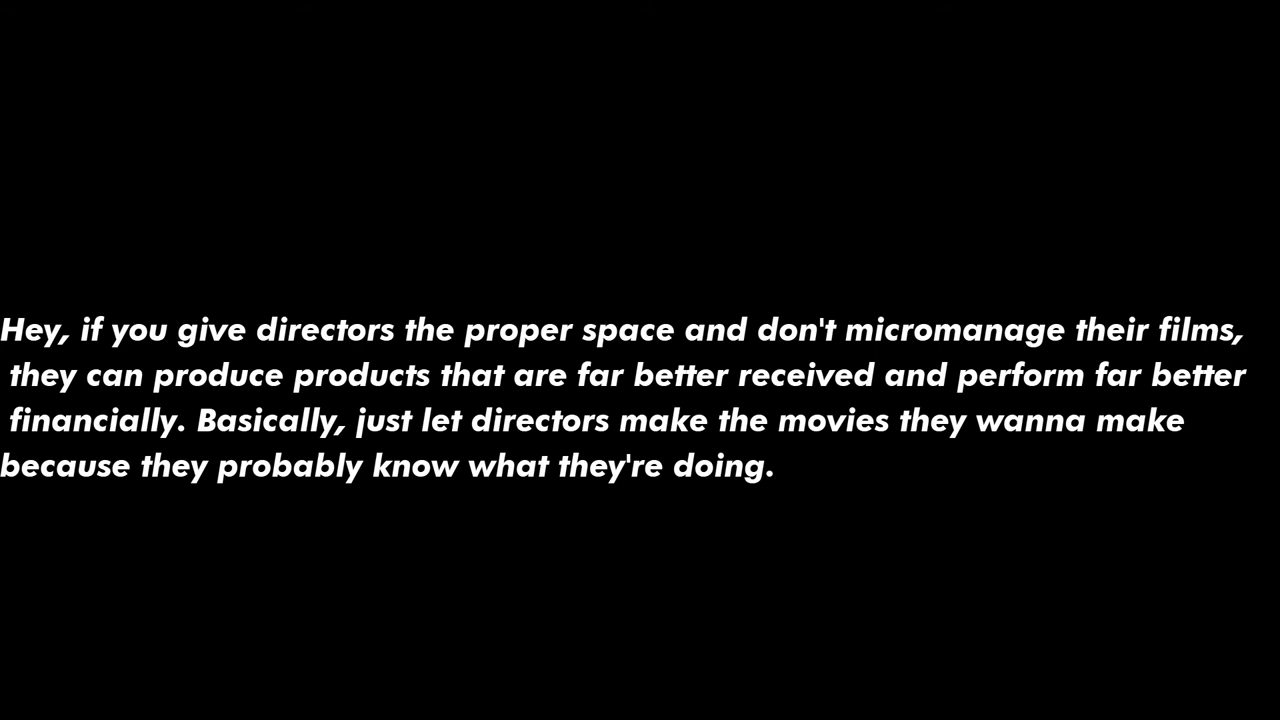 Hey, if you give directors the proper space and don't micromanage their films,
they can produce products that are far better received and perform far better
financially. Basically, just let directors make the movies they wanna make
because they probably know what they're doing.